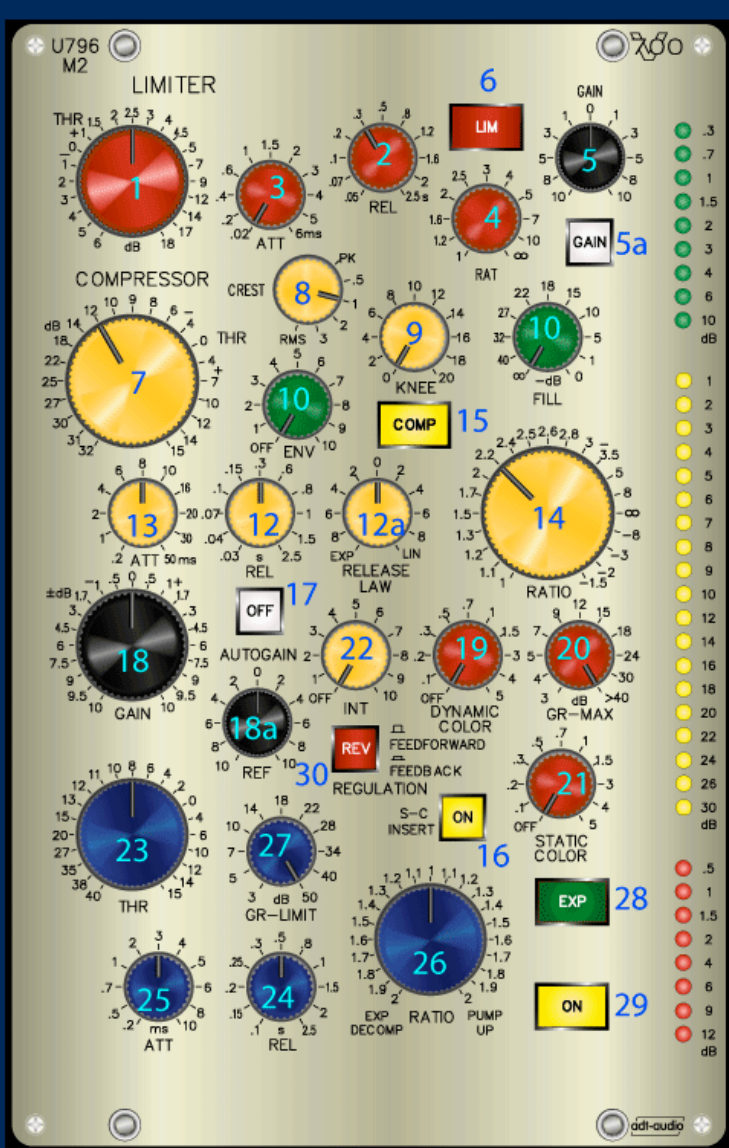 U796
M2
LIMITER
6
GAIN
700
THR
+1 1.5 2 2.5 3 4 4.5 5 7 9 12 14 17 18
0 1 2 3 4 5 6
dB
1
.02 .2 .4 .6 1 1.5 2 3 4 5 6ms
3
ATT
.05 .07 .1 .2 .3 .5 .8 1.2 1.6 2 2.5 s
2
REL
LIM
1 1.2 1.6 2 2.5 3 4 5 7 10 ∞
4
RAT
10 8 5 3 1 0 1 3 5 8 10
5
GAIN
5a
.3
.7
1
1.5
2
3
4
6
10
dB
COMPRESSOR
dB 14 12 10 9 8 6 4 − 0 THR
18 22 25 27 30 31 32
4 + 7 10 12 14 15
7
CREST
PK
.5 1 2 3
RMS
8
0 2 4 6 8 10 12 14 16 18 20
9
KNEE
∞ 40 32 27 22 18 15 10 5 1 0
−dB
10
FILL
OFF 1 2 3 4 5 6 7 8 9 10
10
ENV
COMP
15
.2 1 2 4 6 8 10 16 20 30 50ms
13
ATT
.03 .04 .07 .1 .15 .3 .6 .8 1 1.5 2.5
s
12
REL
8 6 4 2 0 2 4 6 8
EXP
LIN
12a
RELEASE
LAW
1 1.1 1.2 1.3 1.5 1.7 2 2.2 2.4 2.5 2.6 2.8 3 3.5 5 8 ∞ -8 -3 -2 -1.5
14
RATIO
±dB 1.7 −1 .5 0 .5 1+ 1.7
3 4.5 6 7.5 9 9.5 10
3 4.5 6 7.5 9 9.5 10
18
GAIN
OFF
17
AUTOGAIN
10 8 6 4 2 0 2 4 6 8 10
18a
REF
OFF 1 2 3 4 5 6 7 8 9 10
22
INT
OFF .1 .2 .3 .5 .7 1 1.5 3 4 5
19
DYNAMIC
COLOR
3 4 5 7 9 12 15 18 24 30 >40
dB
20
GR-MAX
30
REV
FEEDFORWARD
FEEDBACK
REGULATION
OFF .1 .2 .3 .5 .7 1 2 3 4 5
21
STATIC
COLOR
S-C
INSERT
ON
16
1
2
3
4
5
6
7
8
9
10
12
14
16
18
20
22
24
26
30
dB
40 38 35 27 20 15 13 12 11 10 8 6 4 2 0 4 6 10 12 14 15
23
THR
3 5 7 10 14 18 22 28 34 40 50
dB
27
GR-LIMIT
2 1.9 1.8 1.7 1.6 1.5 1.4 1.3 1.2 1.1 1 1.1 1.2 1.3 1.4 1.5 1.6 1.7 1.8 1.9 2
26
EXP
DECOMP
RATIO
PUMP
UP
EXP
28
ON
29
.2 .5 .7 1 2 3 4 5 6 8 10
ms
25
ATT
.1 .15 .2 .25 .3 .5 .8 1 1.5 2 2.5
s
24
REL
.5
1
1.5
2
4
6
9
12
dB
adt-audio